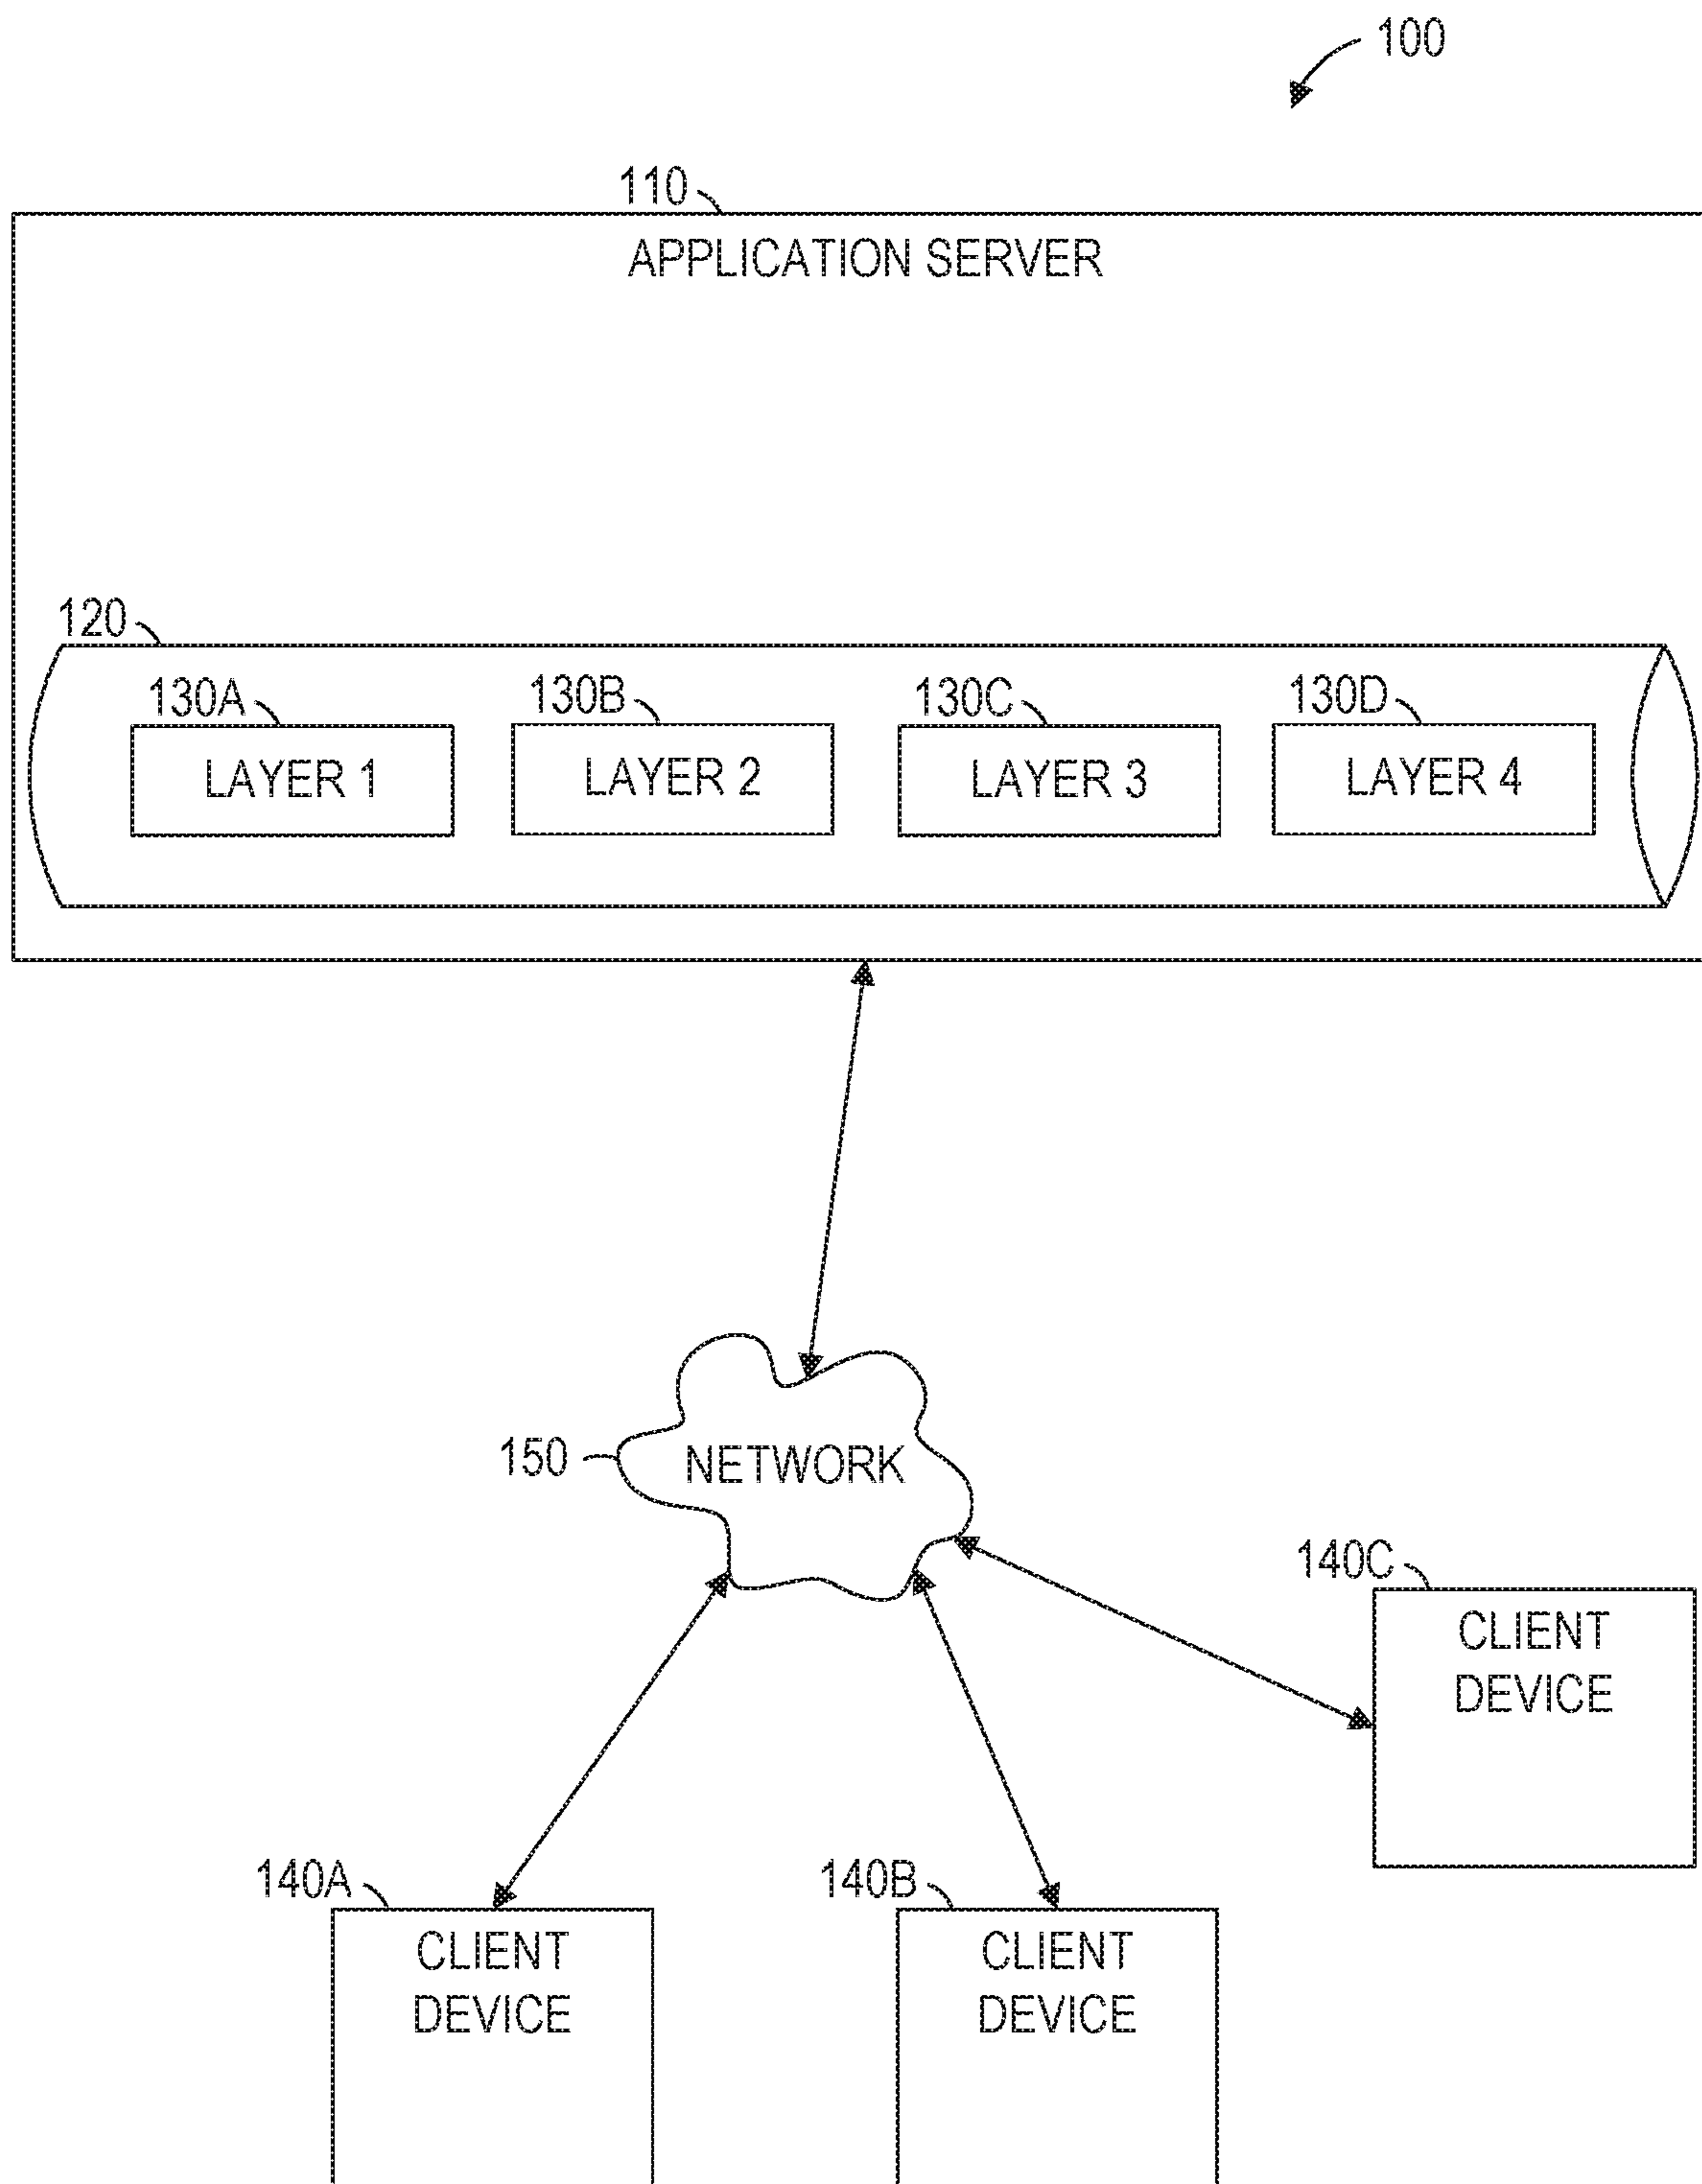 100
110
APPLICATION SERVER
120
130A
130B
130C
130D
LAYER 1
LAYER 2
LAYER 3
LAYER 4
150
NETWORK
140C
CLIENT
DEVICE
140A
140B
CLIENT
DEVICE
CLIENT
DEVICE